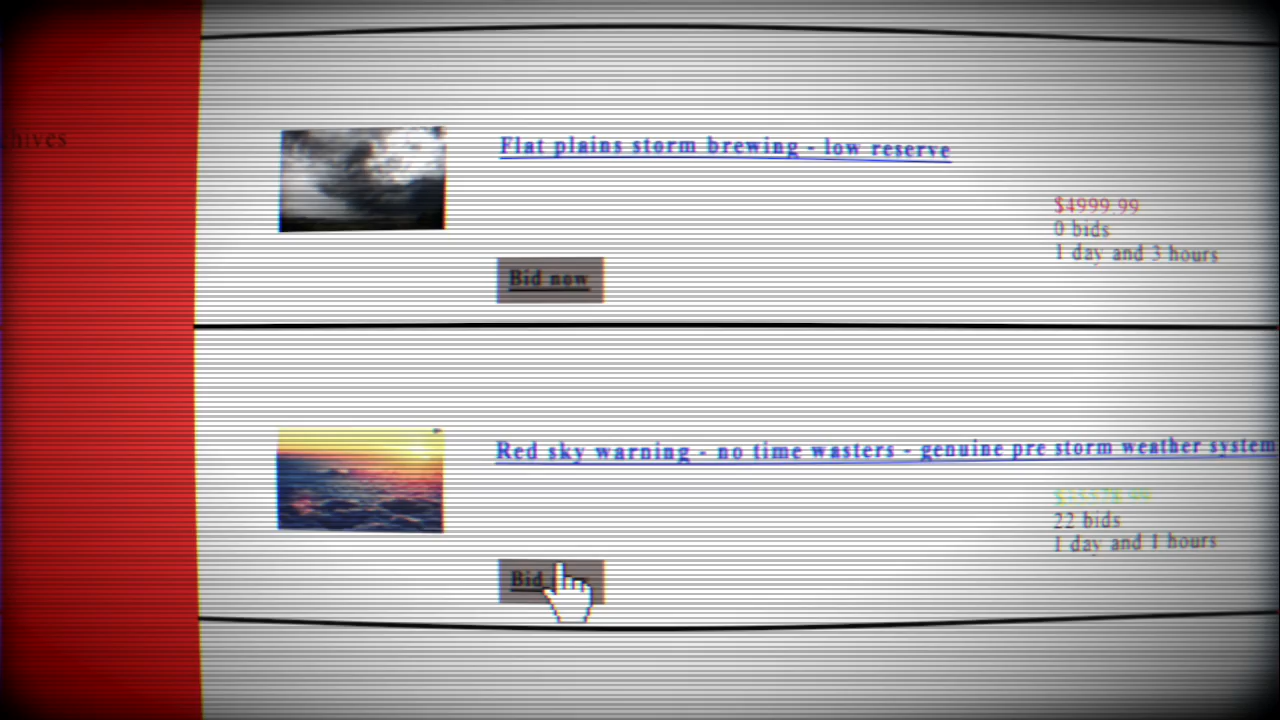 chives
Flat plains storm brewing - low reserve
$4999.99
0 bids
1 day and 3 hours
Bid now
Red sky warning - no time wasters - genuine pre storm weather system
22 bids
1 day and 1 hours
Bid